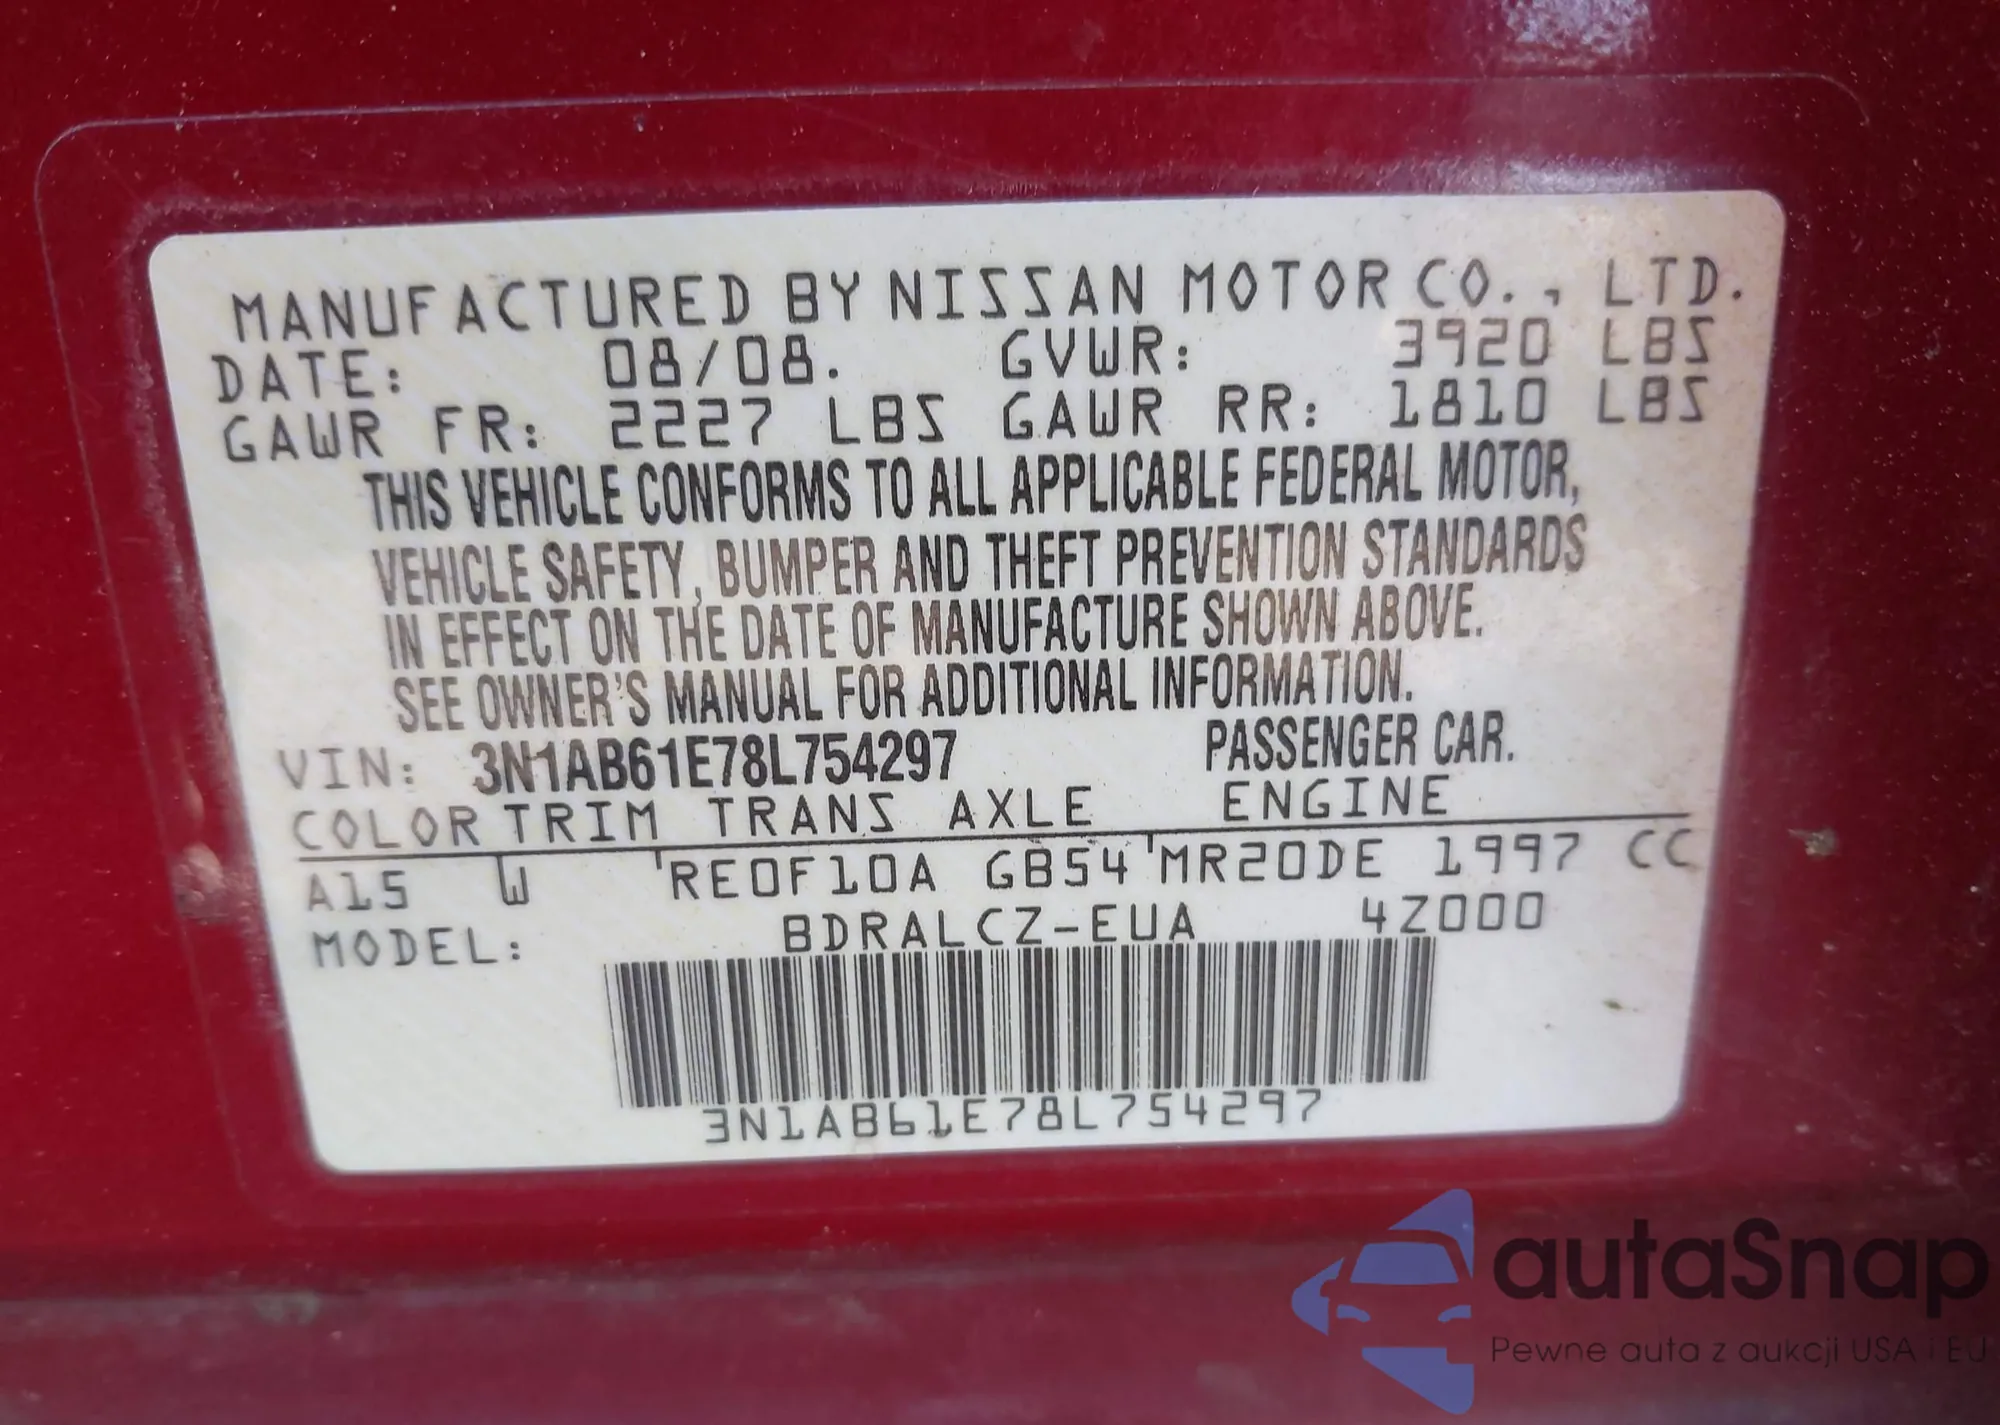 MANUFACTURED BY NISSAN MOTOR CO., LTD.
DATE: 08/08. GVWR: 3920 LBS
GAWR FR: 2227 LBS GAWR RR: 1810 LBS
THIS VEHICLE CONFORMS TO ALL APPLICABLE FEDERAL MOTOR,
VEHICLE SAFETY, BUMPER AND THEFT PREVENTION STANDARDS
IN EFFECT ON THE DATE OF MANUFACTURE SHOWN ABOVE.
SEE OWNER'S MANUAL FOR ADDITIONAL INFORMATION.
VIN: 3N1AB61E78L754297 PASSENGER CAR.
COLOR TRIM TRANS AXLE ENGINE
A15 W 'RE0F10A GB54 'MR20DE 1997 CC
MODEL: BDRALCZ-EUA 4Z000
3N1AB61E78L754297
autaSnap
Pewne auta z aukcji USA i EU